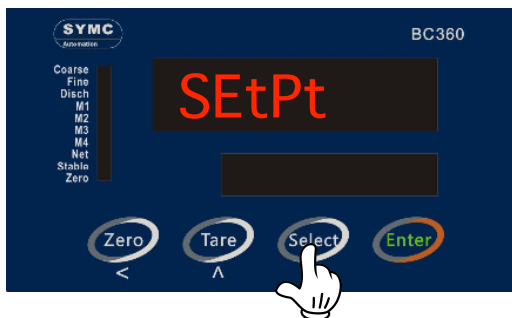 SYMC
Automation
BC360
Coarse
Fine
Disch
M1
M2
M3
M4
Net
Stable
Zero
SEtPt
Zero
Tare
Select
Enter
<
Λ